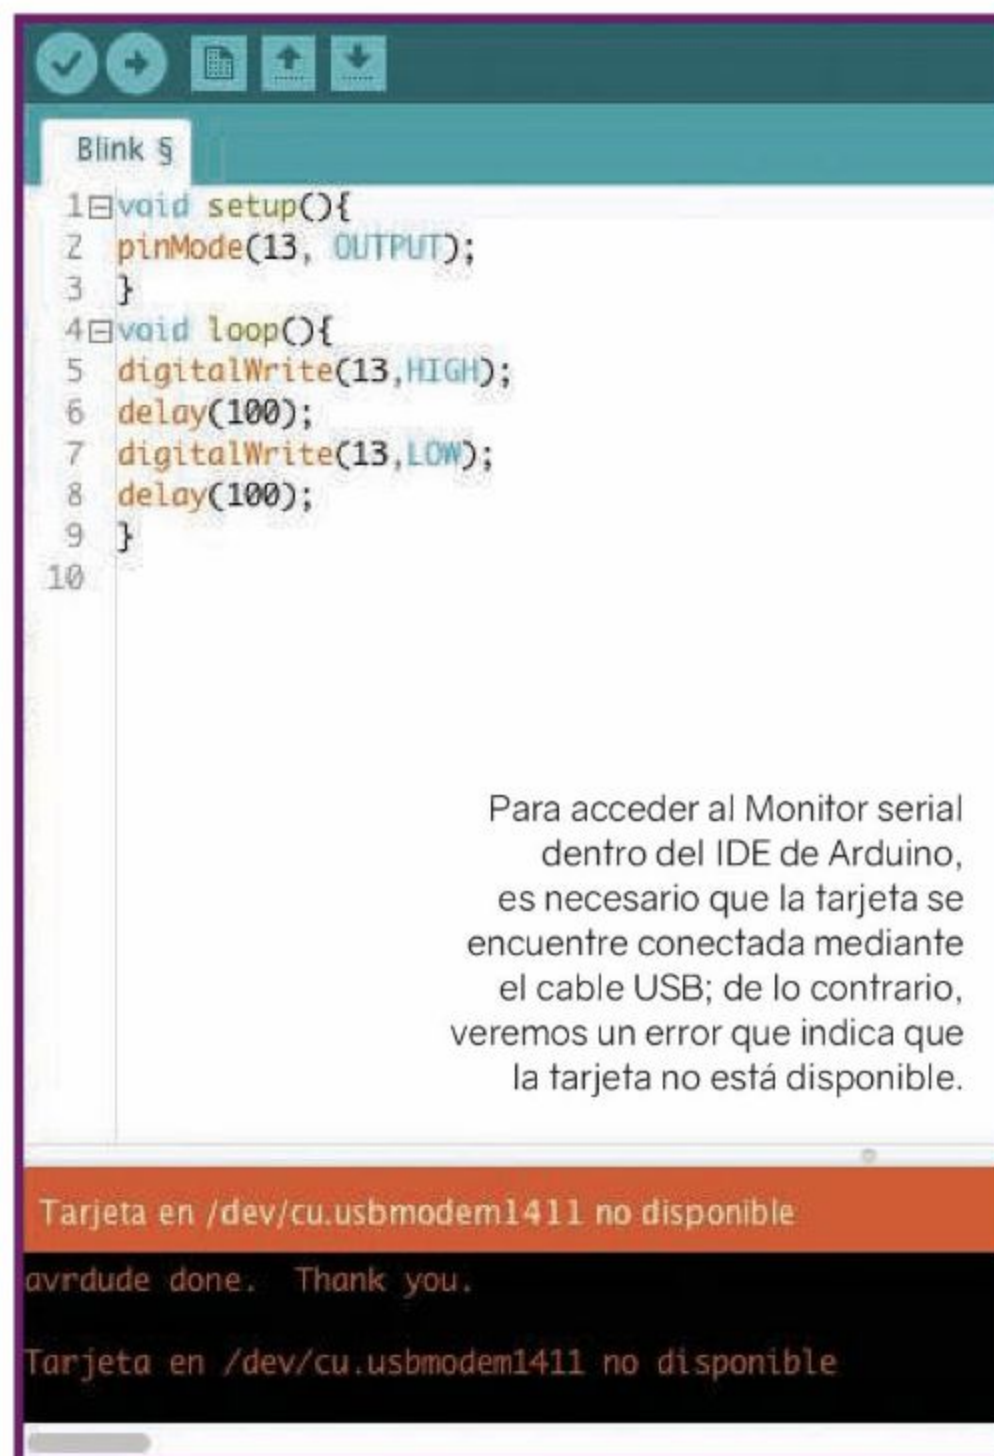 Blink §
1 void setup(){
2 pinMode(13, OUTPUT);
3 }
4 void loop(){
5 digitalWrite(13,HIGH);
6 delay(100);
7 digitalWrite(13,LOW);
8 delay(100);
9 }
10
Para acceder al Monitor serial
dentro del IDE de Arduino,
es necesario que la tarjeta se
encuentre conectada mediante
el cable USB; de lo contrario,
veremos un error que indica que
la tarjeta no está disponible.
Tarjeta en /dev/cu.usbmodem1411 no disponible
avrdude done.  Thank you.
Tarjeta en /dev/cu.usbmodem1411 no disponible